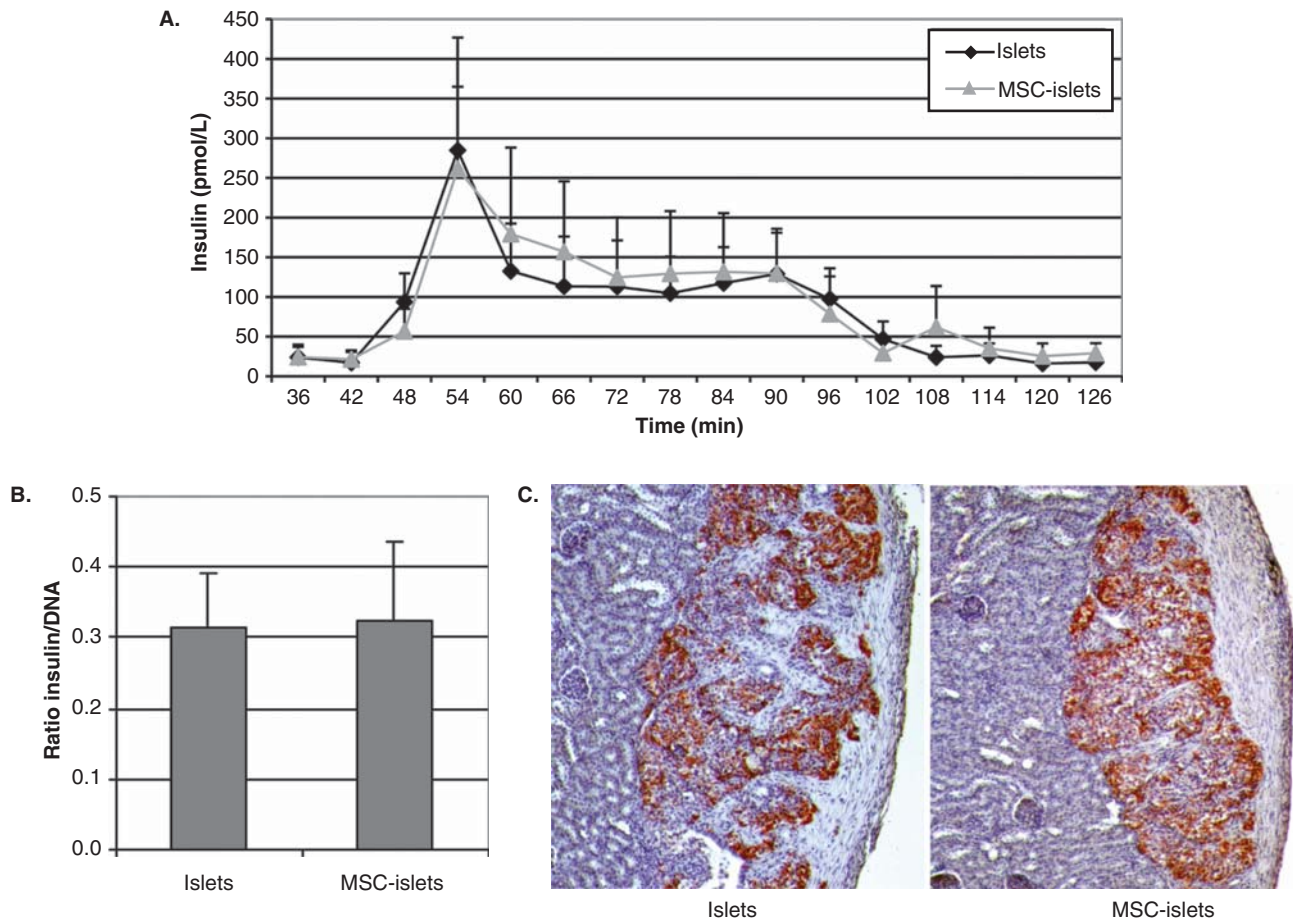 A.
450
400
350
300
250
200
150
100
50
0
Insulin (pmol/L)
Islets
MSC-islets
36 42 48 54 60 66 72 78 84 90 96 102 108 114 120 126
Time (min)
B.
0.5
0.4
0.3
0.2
0.1
0.0
Ratio insulin/DNA
Islets MSC-islets
C.
Islets MSC-islets